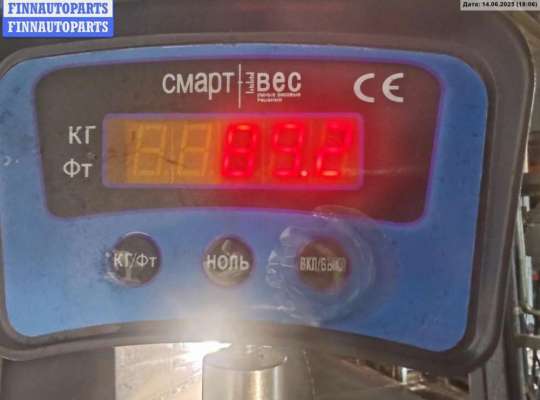 FINNAUTOPARTS
FINNAUTOPARTS
Дата: 14.06.2025 (18:06)
смарт вес
CE
КГ
Фт
89.2
КГ/Фт
НОЛЬ
ВКЛ/ВЫКЛ